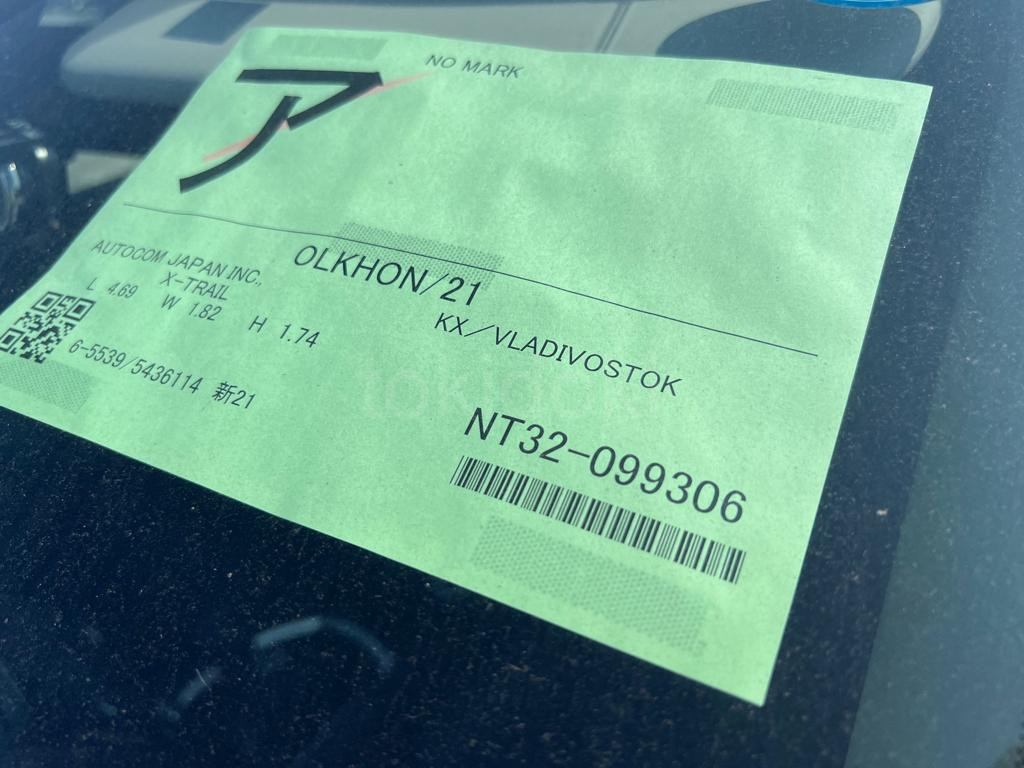 NO MARK
ア
OLKHON/21
AUTOCOM JAPAN INC.,
X-TRAIL
L 4.69 W 1.82 H 1.74
KX/VLADIVOSTOK
6-5539/5436114 新21
NT32-099306